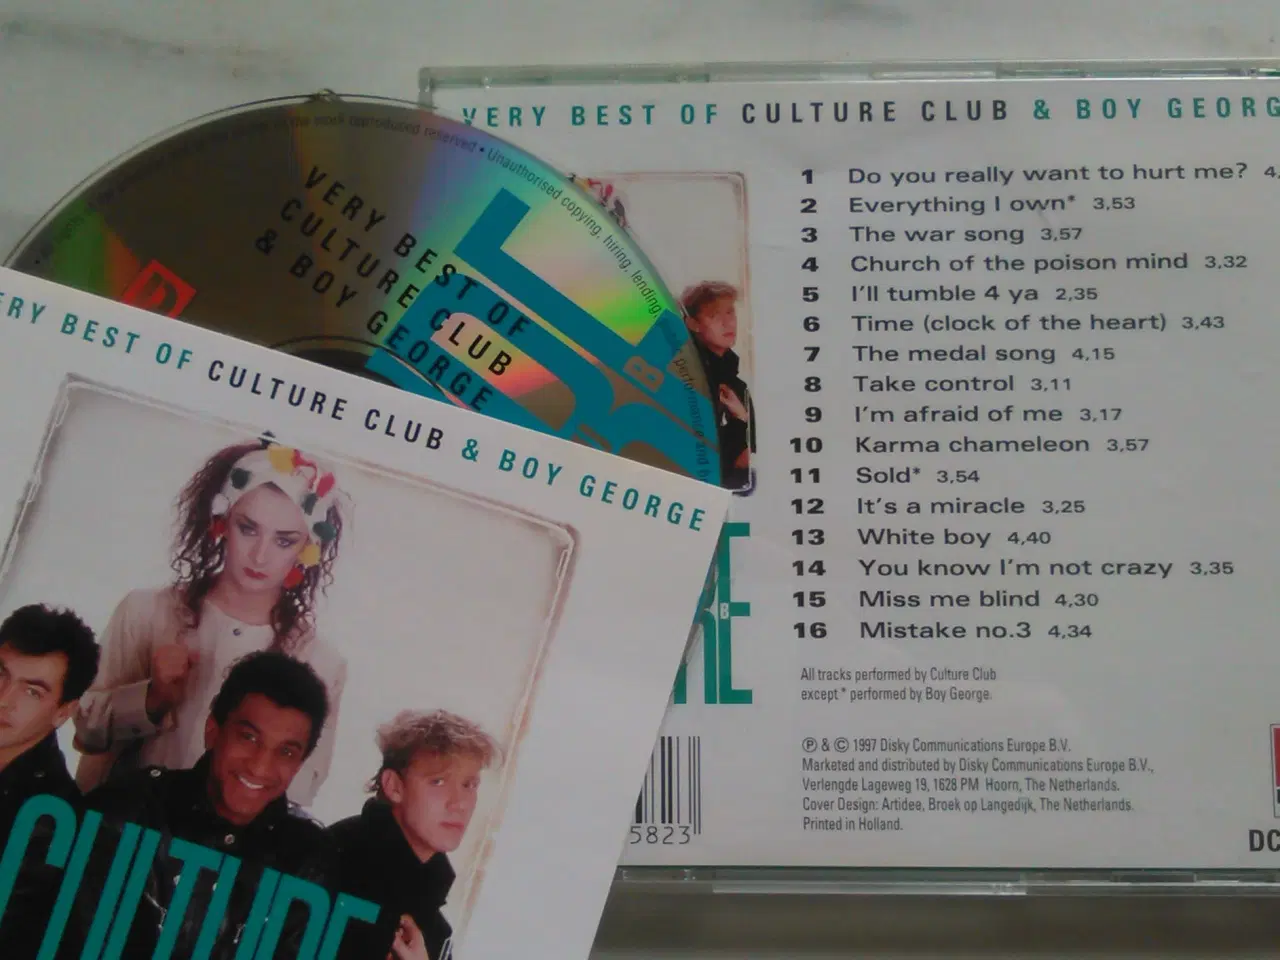 VERY BEST OF CULTURE CLUB & BOY GEORG
1 Do you really want to hurt me? 4,
2 Everything I own* 3,53
3 The war song 3,57
4 Church of the poison mind 3,32
5 I'll tumble 4 ya 2,35
6 Time (clock of the heart) 3,43
7 The medal song 4,15
8 Take control 3,11
9 I'm afraid of me 3,17
10 Karma chameleon 3,57
11 Sold* 3,54
12 It's a miracle 3,25
13 White boy 4,40
14 You know I'm not crazy 3,35
15 Miss me blind 4,30
16 Mistake no.3 4,34
All tracks performed by Culture Club
except * performed by Boy George.
Ⓟ & © 1997 Disky Communications Europe B.V.
Marketed and distributed by Disky Communications Europe B.V.,
Verlengde Lageweg 19, 1628 PM Hoorn, The Netherlands.
Cover Design: Artidee, Broek op Langedijk, The Netherlands.
Printed in Holland.
5823
DC
work reproduced reserved • Unauthorised copying, hiring, lending, performance and
VERY BEST OF
CULTURE CLUB
& BOY GEORGE
ERY BEST OF CULTURE CLUB & BOY GEORGE
CULTURE